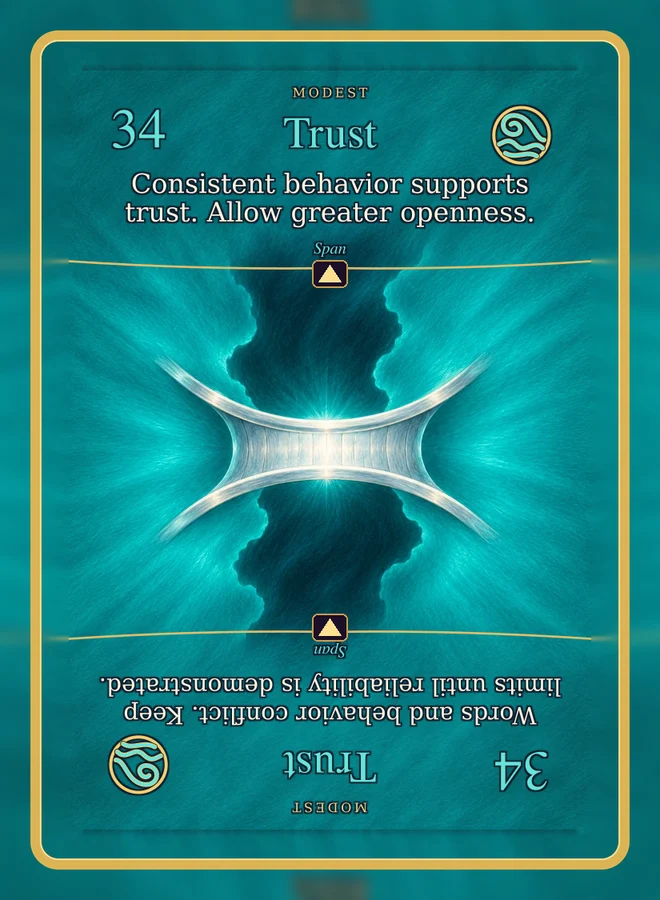 MODEST
34
Trust
Consistent behavior supports
trust. Allow greater openness.
Span
34
MODEST
Trust
Words and behavior conflict. Keep
limits until reliability is demonstrated.
Span